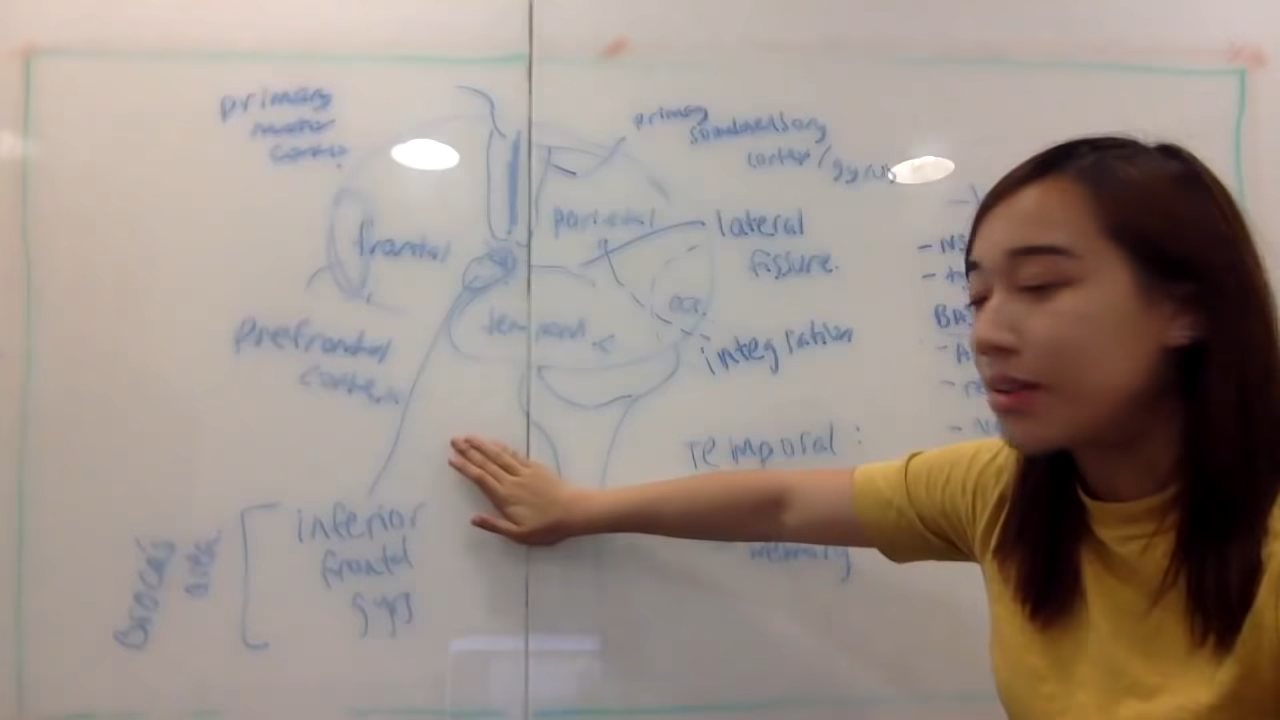 primary
motor
frontal
Prefrontal
cortex
Broca's
area
inferior
frontal
gyrus
primary
somatosensory
cortex/gyrus
parietal
lateral
fissure.
occ.
temporal
integration
Temporal:
memory